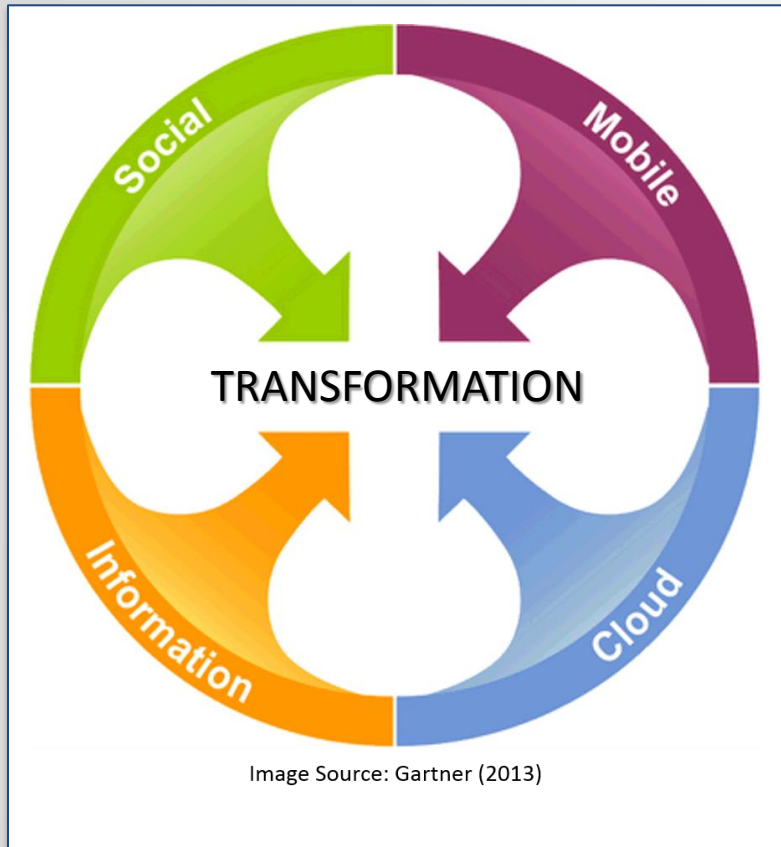 Social
Mobile
TRANSFORMATION
Information
Cloud
Image Source: Gartner (2013)